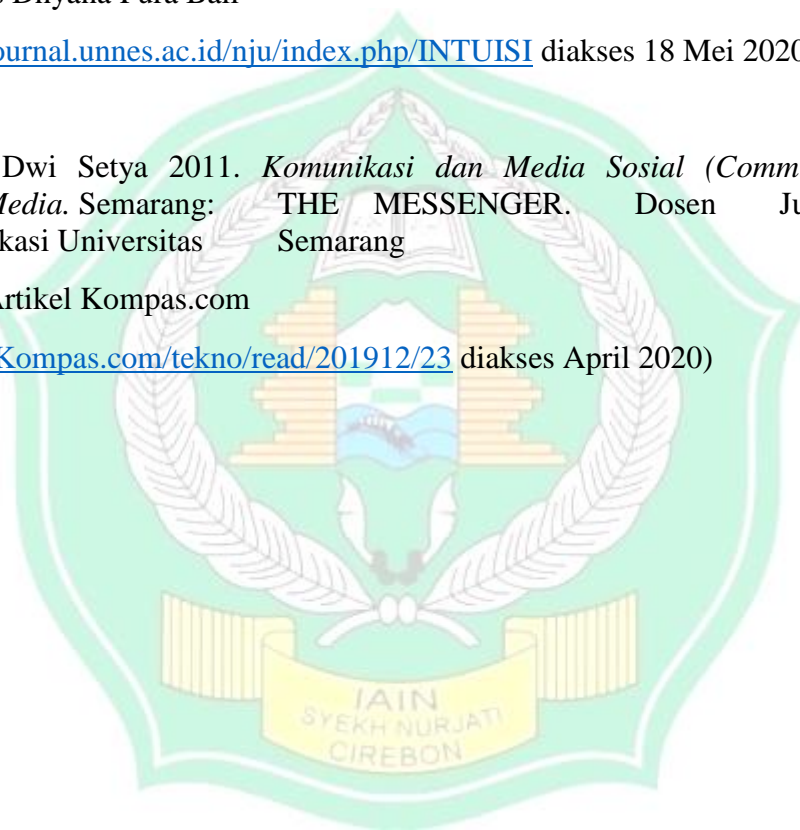 Dhyana Pura Bali
ournal.unnes.ac.id/nju/index.php/INTUISI diakses 18 Mei 2020
Dwi Setya 2011. Komunikasi dan Media Sosial (Comm
Media. Semarang: THE MESSENGER. Dosen Ju
kasi Universitas Semarang
Artikel Kompas.com
Kompas.com/tekno/read/201912/23 diakses April 2020)
IAIN
SYEKH NURJATI
CIREBON